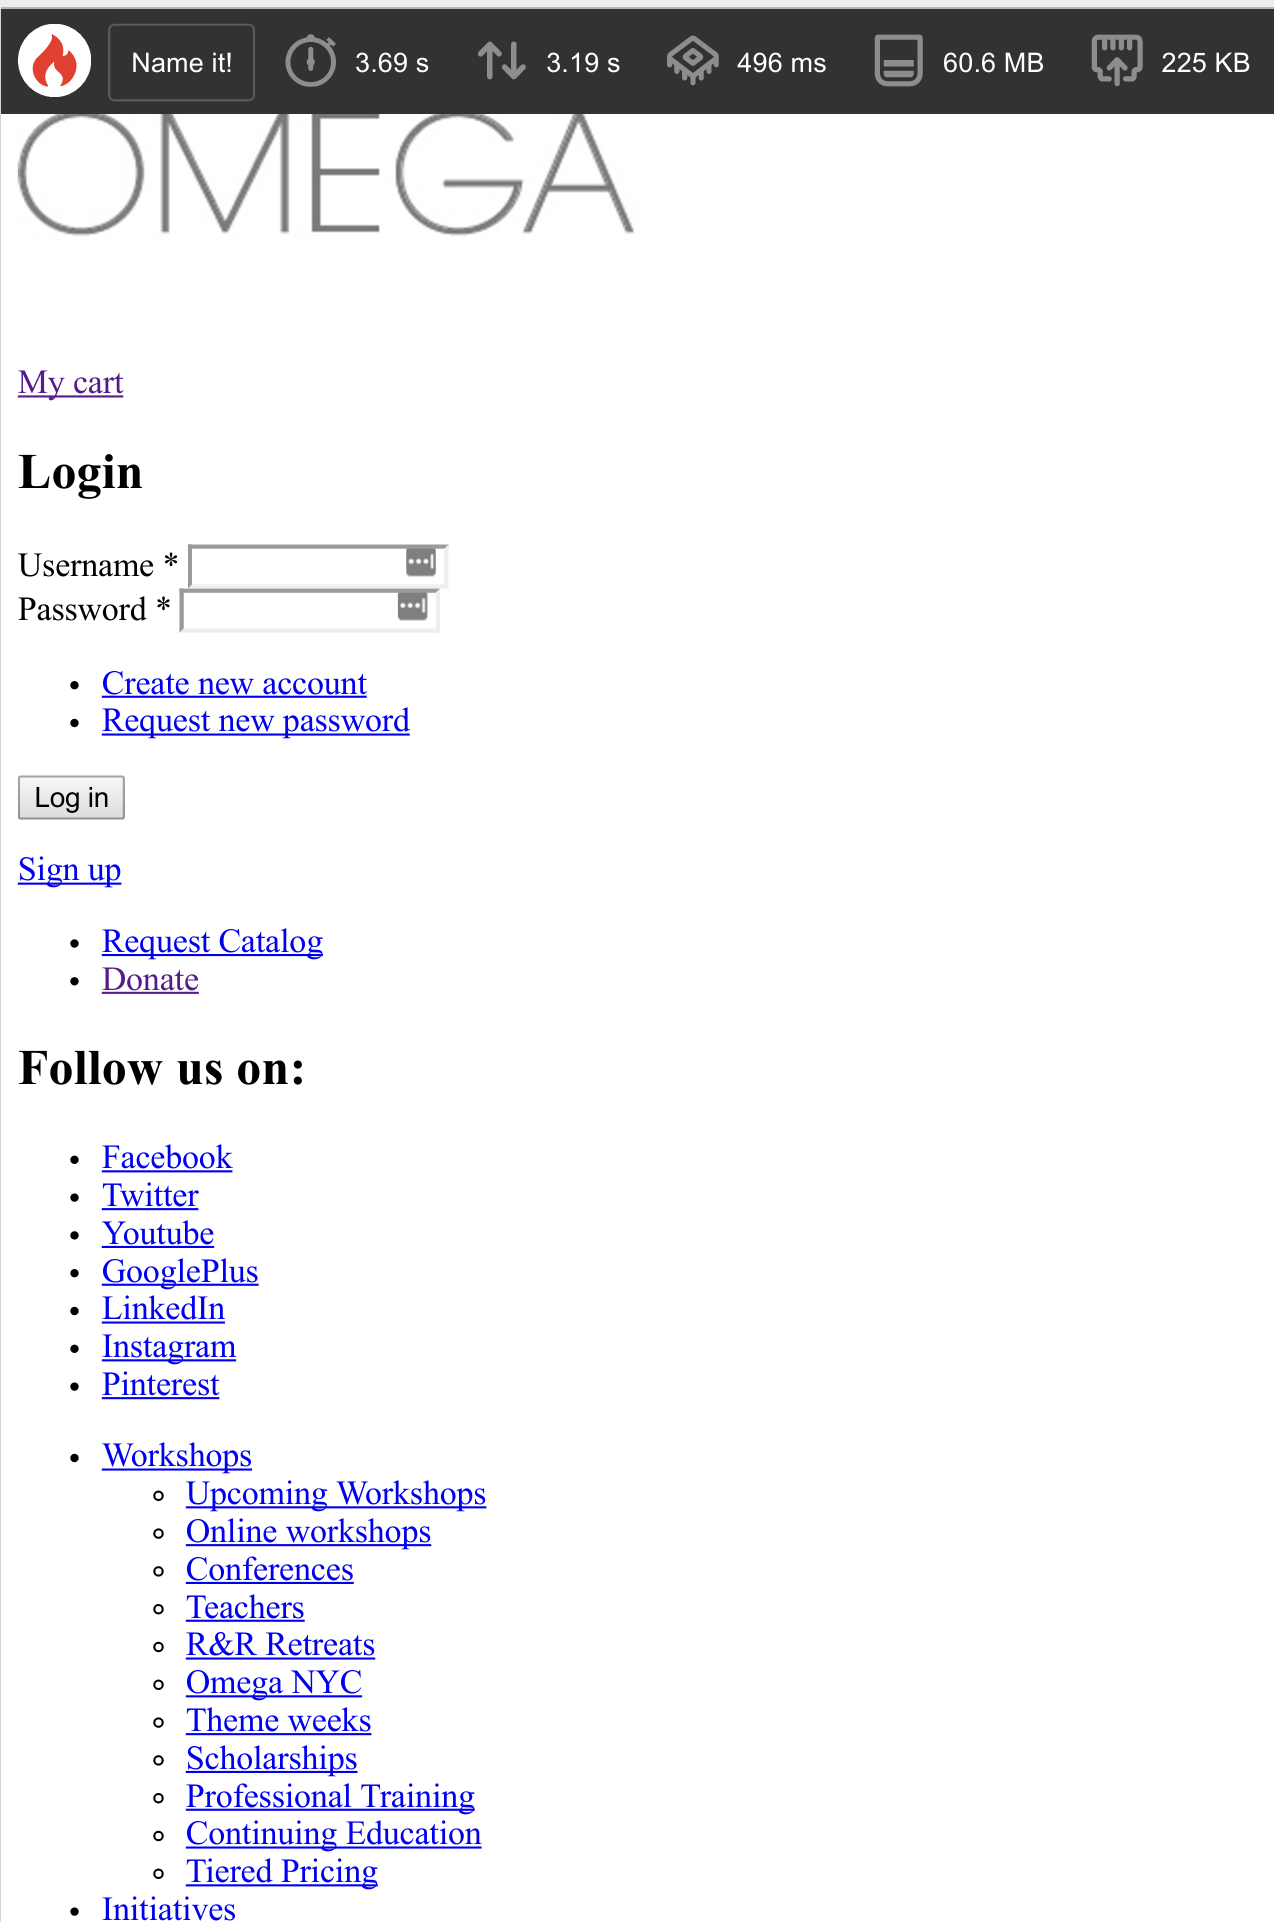 Name it! 3.69 s 3.19 s 496 ms 60.6 MB 225 KB
OMEGA
My cart
Login
Username *
Password *
Create new account
Request new password
Log in
Sign up
Request Catalog
Donate
Follow us on:
Facebook
Twitter
Youtube
GooglePlus
LinkedIn
Instagram
Pinterest
Workshops
Upcoming Workshops
Online workshops
Conferences
Teachers
R&R Retreats
Omega NYC
Theme weeks
Scholarships
Professional Training
Continuing Education
Tiered Pricing
Initiatives